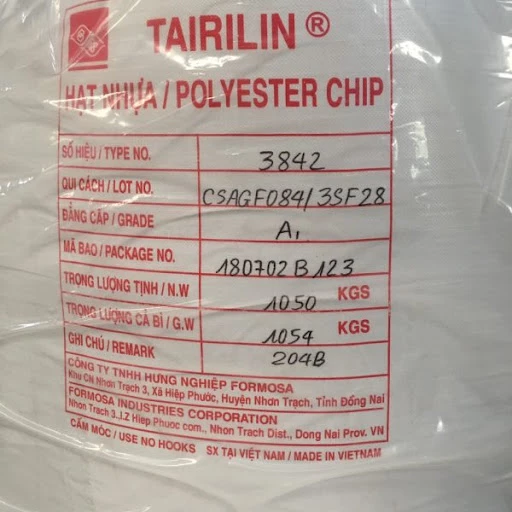 TAIRILIN ®
HẠT NHỰA / POLYESTER CHIP
SỐ HIỆU / TYPE NO. 3842
QUI CÁCH / LOT NO. CSAGF084/3SF28
ĐẲNG CẤP / GRADE A1
MÃ BAO / PACKAGE NO. 180702B123
TRỌNG LƯỢNG TỊNH / N.W 1050 KGS
TRỌNG LƯỢNG CẢ BÌ / G.W 1054 KGS
GHI CHÚ / REMARK 204B
CÔNG TY TNHH HƯNG NGHIỆP FORMOSA
Khu CN Nhơn Trạch 3, Xã Hiệp Phước, Huyện Nhơn Trạch, Tỉnh Đồng Nai
FORMOSA INDUSTRIES CORPORATION
Nhon Trach 3.,I.Z Hiep Phuoc com., Nhon Trach Dist., Dong Nai Prov. VN
CẤM MÓC / USE NO HOOKS SX TẠI VIỆT NAM / MADE IN VIETNAM